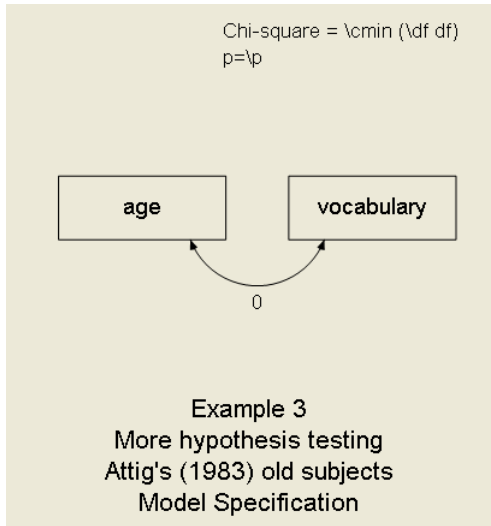 Chi-square = \cmin (\df df)
p=\p
age
vocabulary
0
Example 3
More hypothesis testing
Attig's (1983) old subjects
Model Specification